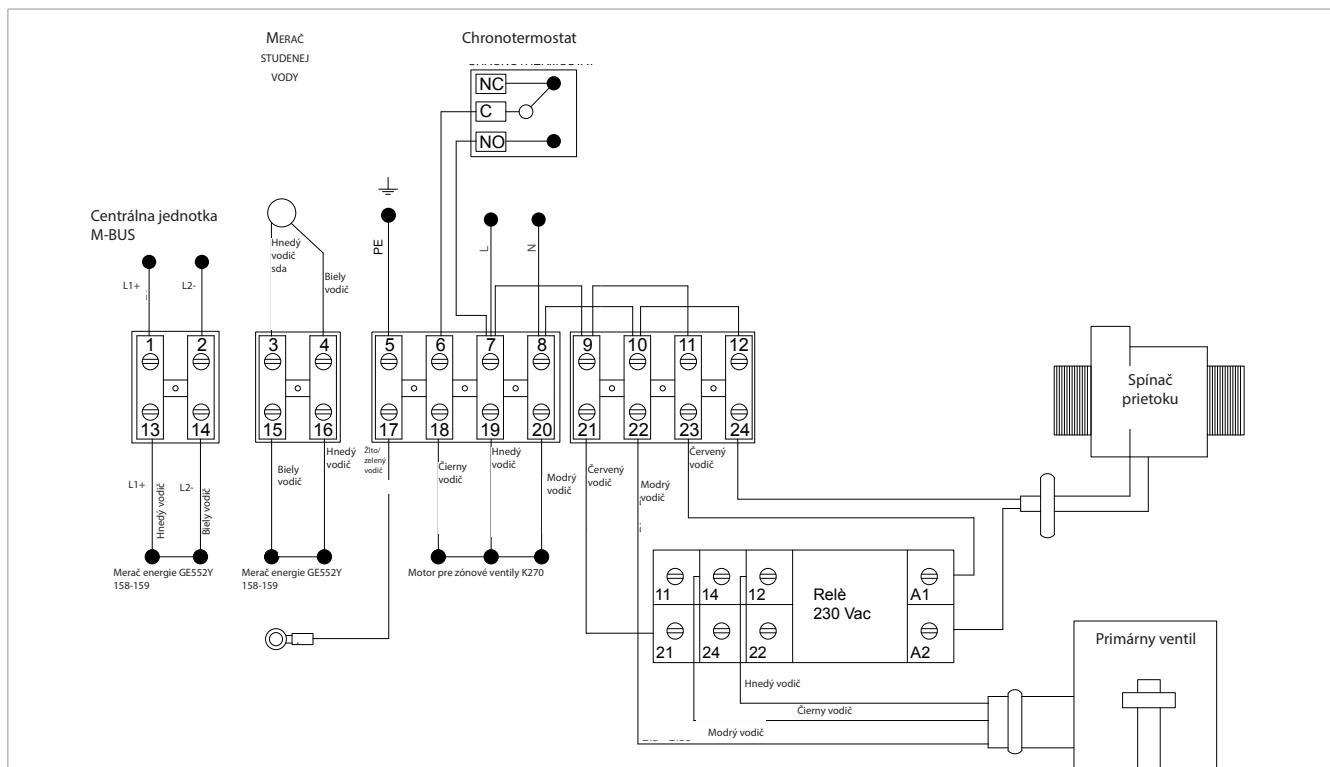 Merač
studenej
vody
Chronotermostat
NC
C
NO
Centrálna jednotka
M-BUS
L1+
L2-
Hnedý
vodič
sda
Biely
vodič
PE
L
N
1
2
3
4
5
6
7
8
9
10
11
12
13
14
15
16
17
18
19
20
21
22
23
24
Spínač
prietoku
L1+
L2-
Hnedý vodič
Biely vodič
Biely
vodič
Hnedý
vodič
Žlto/
zelený
vodič
Čierny
vodič
Hnedý
vodič
Modrý
vodič
Červený
vodič
Modrý
vodič
Červený
vodič
Merač energie GE552Y
158-159
Merač energie GE552Y
158-159
Motor pre zónové ventily K270
11
14
12
Relè
230 Vac
A1
21
24
22
A2
Primárny ventil
Hnedý vodič
Čierny vodič
Modrý vodič